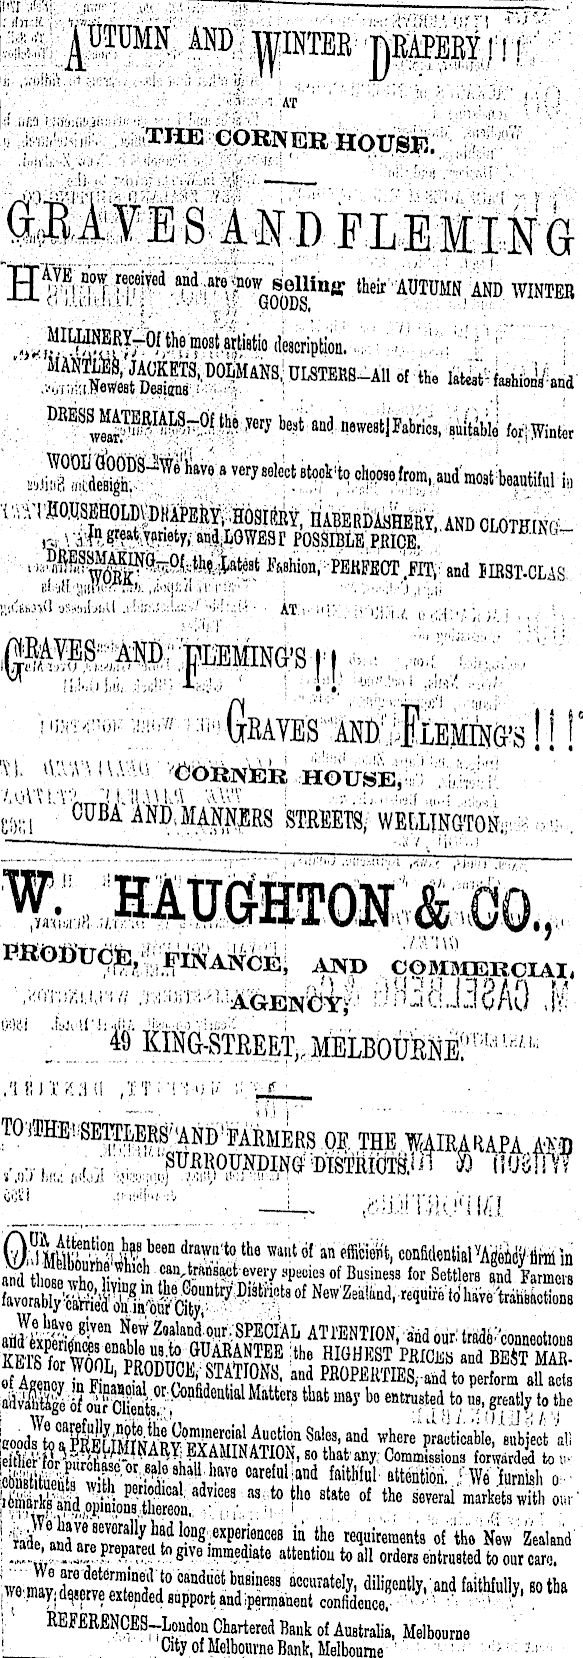 AUTUMN AND WINTER DRAPERY!!!
AT
THE CORNER HOUSE.
GRAVES AND FLEMING
HAVE now received and are now selling their AUTUMN AND WINTER
GOODS.
MILLINERY—Of the most artistic description.
MANTLES, JACKETS, DOLMANS, ULSTERS—All of the latest fashions and
Newest Designs
DRESS MATERIALS—Of the very best and newest Fabrics, suitable for Winter
wear.
WOOL GOODS—We have a very select stock to choose from, and most beautiful in
design.
HOUSEHOLD DRAPERY, HOSIERY, HABERDASHERY, AND CLOTHING—
In great variety, and LOWEST POSSIBLE PRICE.
DRESSMAKING—Of the Latest Fashion, PERFECT FIT, and FIRST-CLAS
WORK.
AT
GRAVES AND FLEMING'S!!
GRAVES AND FLEMING'S!!!
CORNER HOUSE,
CUBA AND MANNERS STREETS, WELLINGTON.
W. HAUGHTON & CO.,
PRODUCE, FINANCE, AND COMMERCIAL
AGENCY,
49 KING-STREET, MELBOURNE.
TO THE SETTLERS AND FARMERS OF THE WAIRARAPA AND
SURROUNDING DISTRICTS.
OUR Attention has been drawn to the want of an efficient, confidential Agency firm in
Melbourne which can transact every species of Business for Settlers and Farmers
and those who, living in the Country Districts of New Zealand, require to have transactions
favorably carried on in our City.
We have given New Zealand our SPECIAL ATTENTION, and our trade connections
and experiences enable us to GUARANTEE the HIGHEST PRICES and BEST MAR-
KETS for WOOL, PRODUCE, STATIONS, and PROPERTIES, and to perform all acts
of Agency in Financial or Confidential Matters that may be entrusted to us, greatly to the
advantage of our Clients.
We carefully note the Commercial Auction Sales, and where practicable, subject all
goods to a PRELIMINARY EXAMINATION, so that any Commissions forwarded to u
either for purchase or sale shall have careful and faithful attention. We furnish o
constituents with periodical advices as to the state of the several markets with our
remarks and opinions thereon.
We have severally had long experiences in the requirements of the New Zealand
rade, and are prepared to give immediate attention to all orders entrusted to our care.
We are determined to conduct business accurately, diligently, and faithfully, so tha
we may deserve extended support and permanent confidence.
REFERENCES—London Chartered Bank of Australia, Melbourne
City of Melbourne Bank, Melbourne